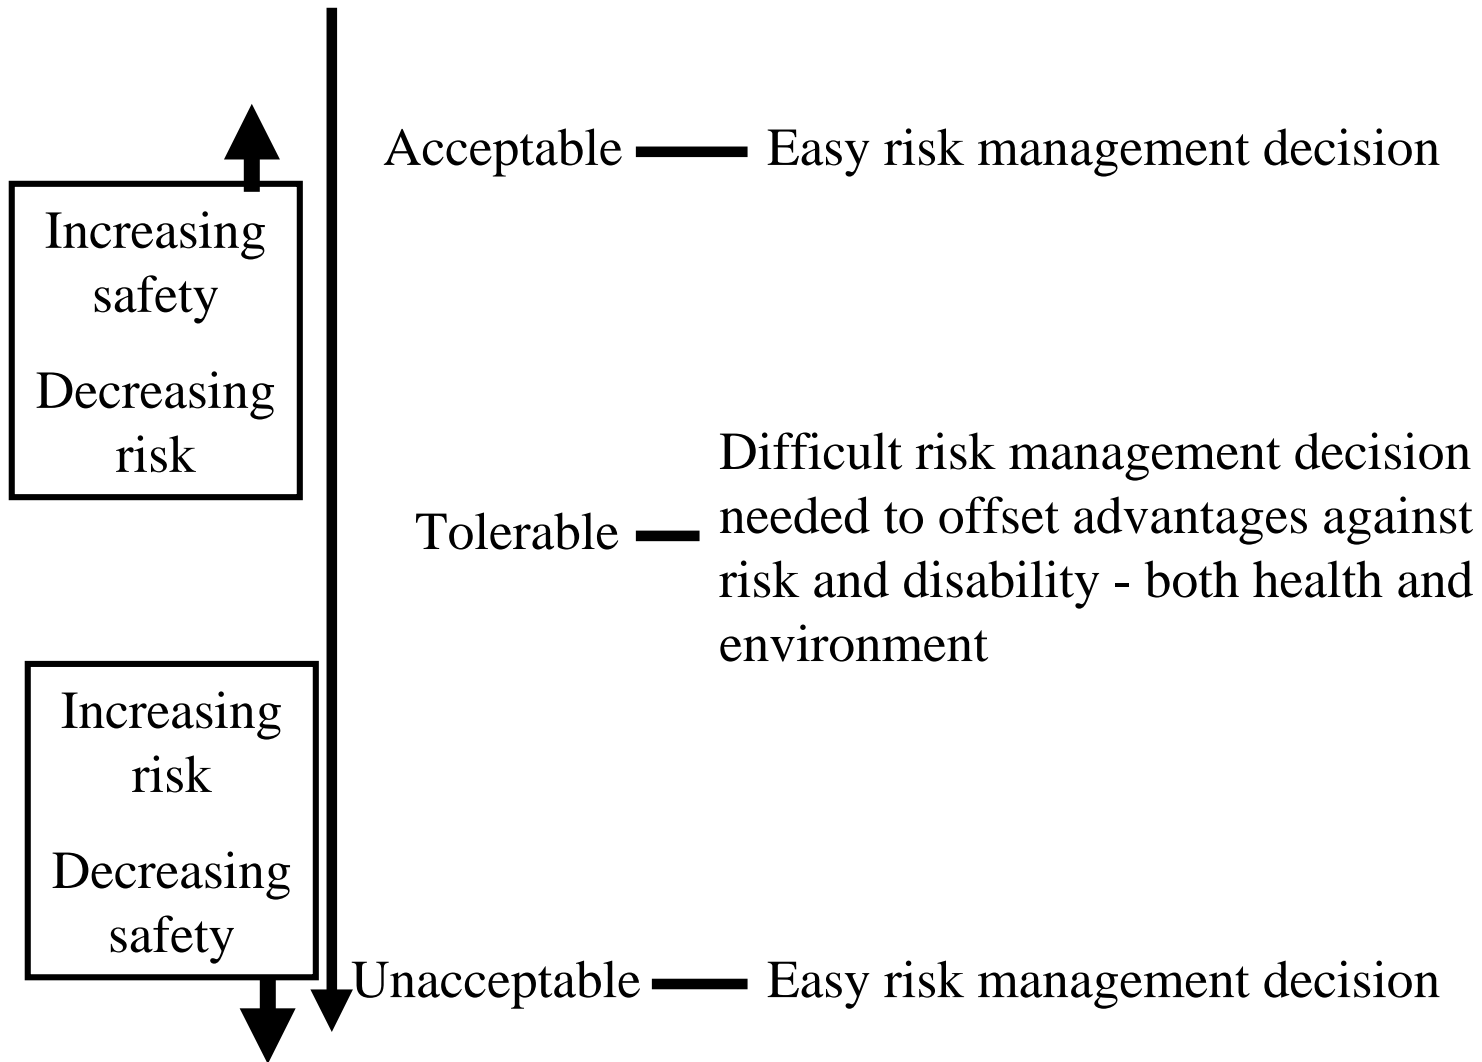 Acceptable
Easy risk management decision
Increasing
safety
Decreasing
risk
Tolerable
Difficult risk management decision
needed to offset advantages against
risk and disability - both health and
environment
Increasing
risk
Decreasing
safety
Unacceptable
Easy risk management decision